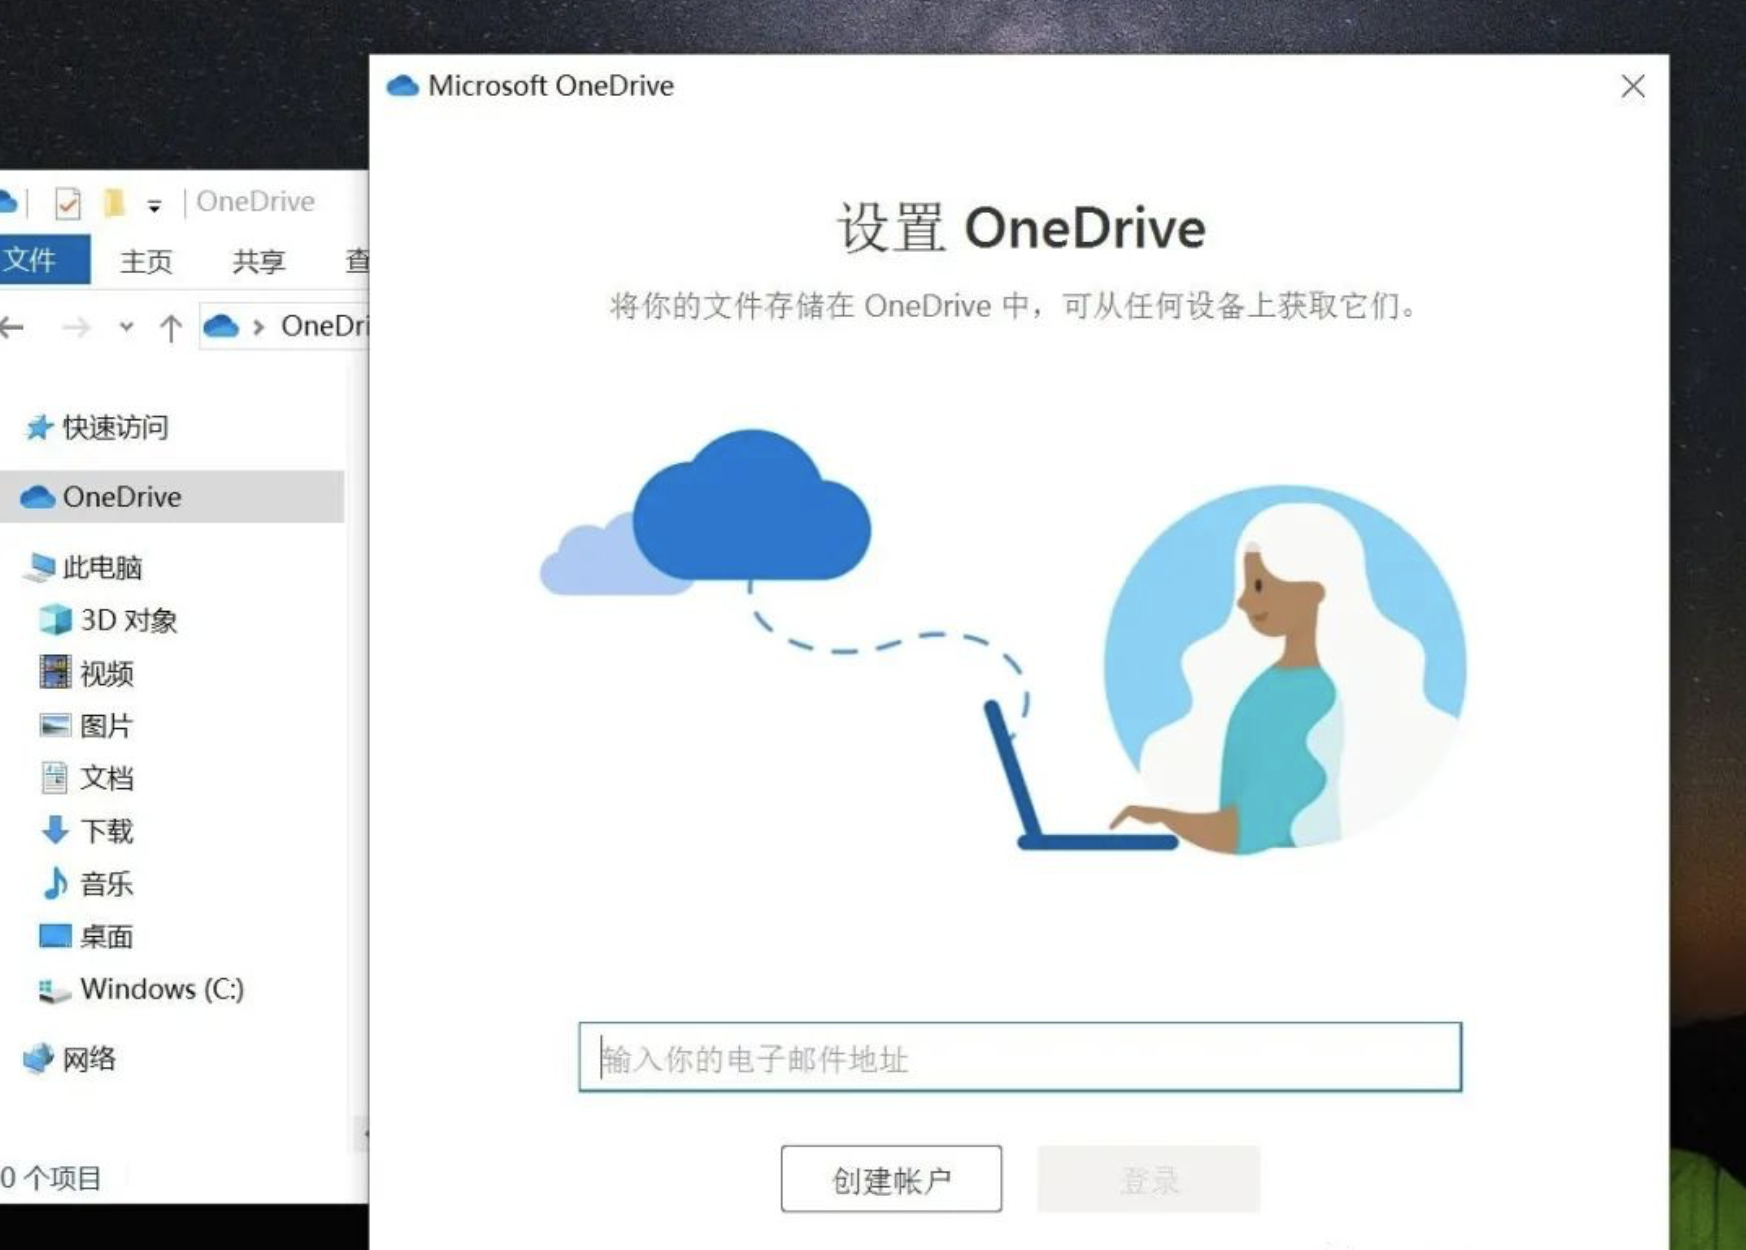 Microsoft OneDrive
OneDrive
文件 主页 共享 查
OneDri
快速访问
OneDrive
此电脑
3D 对象
视频
图片
文档
下载
音乐
桌面
Windows (C:)
网络
0 个项目
设置 OneDrive
将你的文件存储在 OneDrive 中，可从任何设备上获取它们。
输入你的电子邮件地址
创建帐户
登录